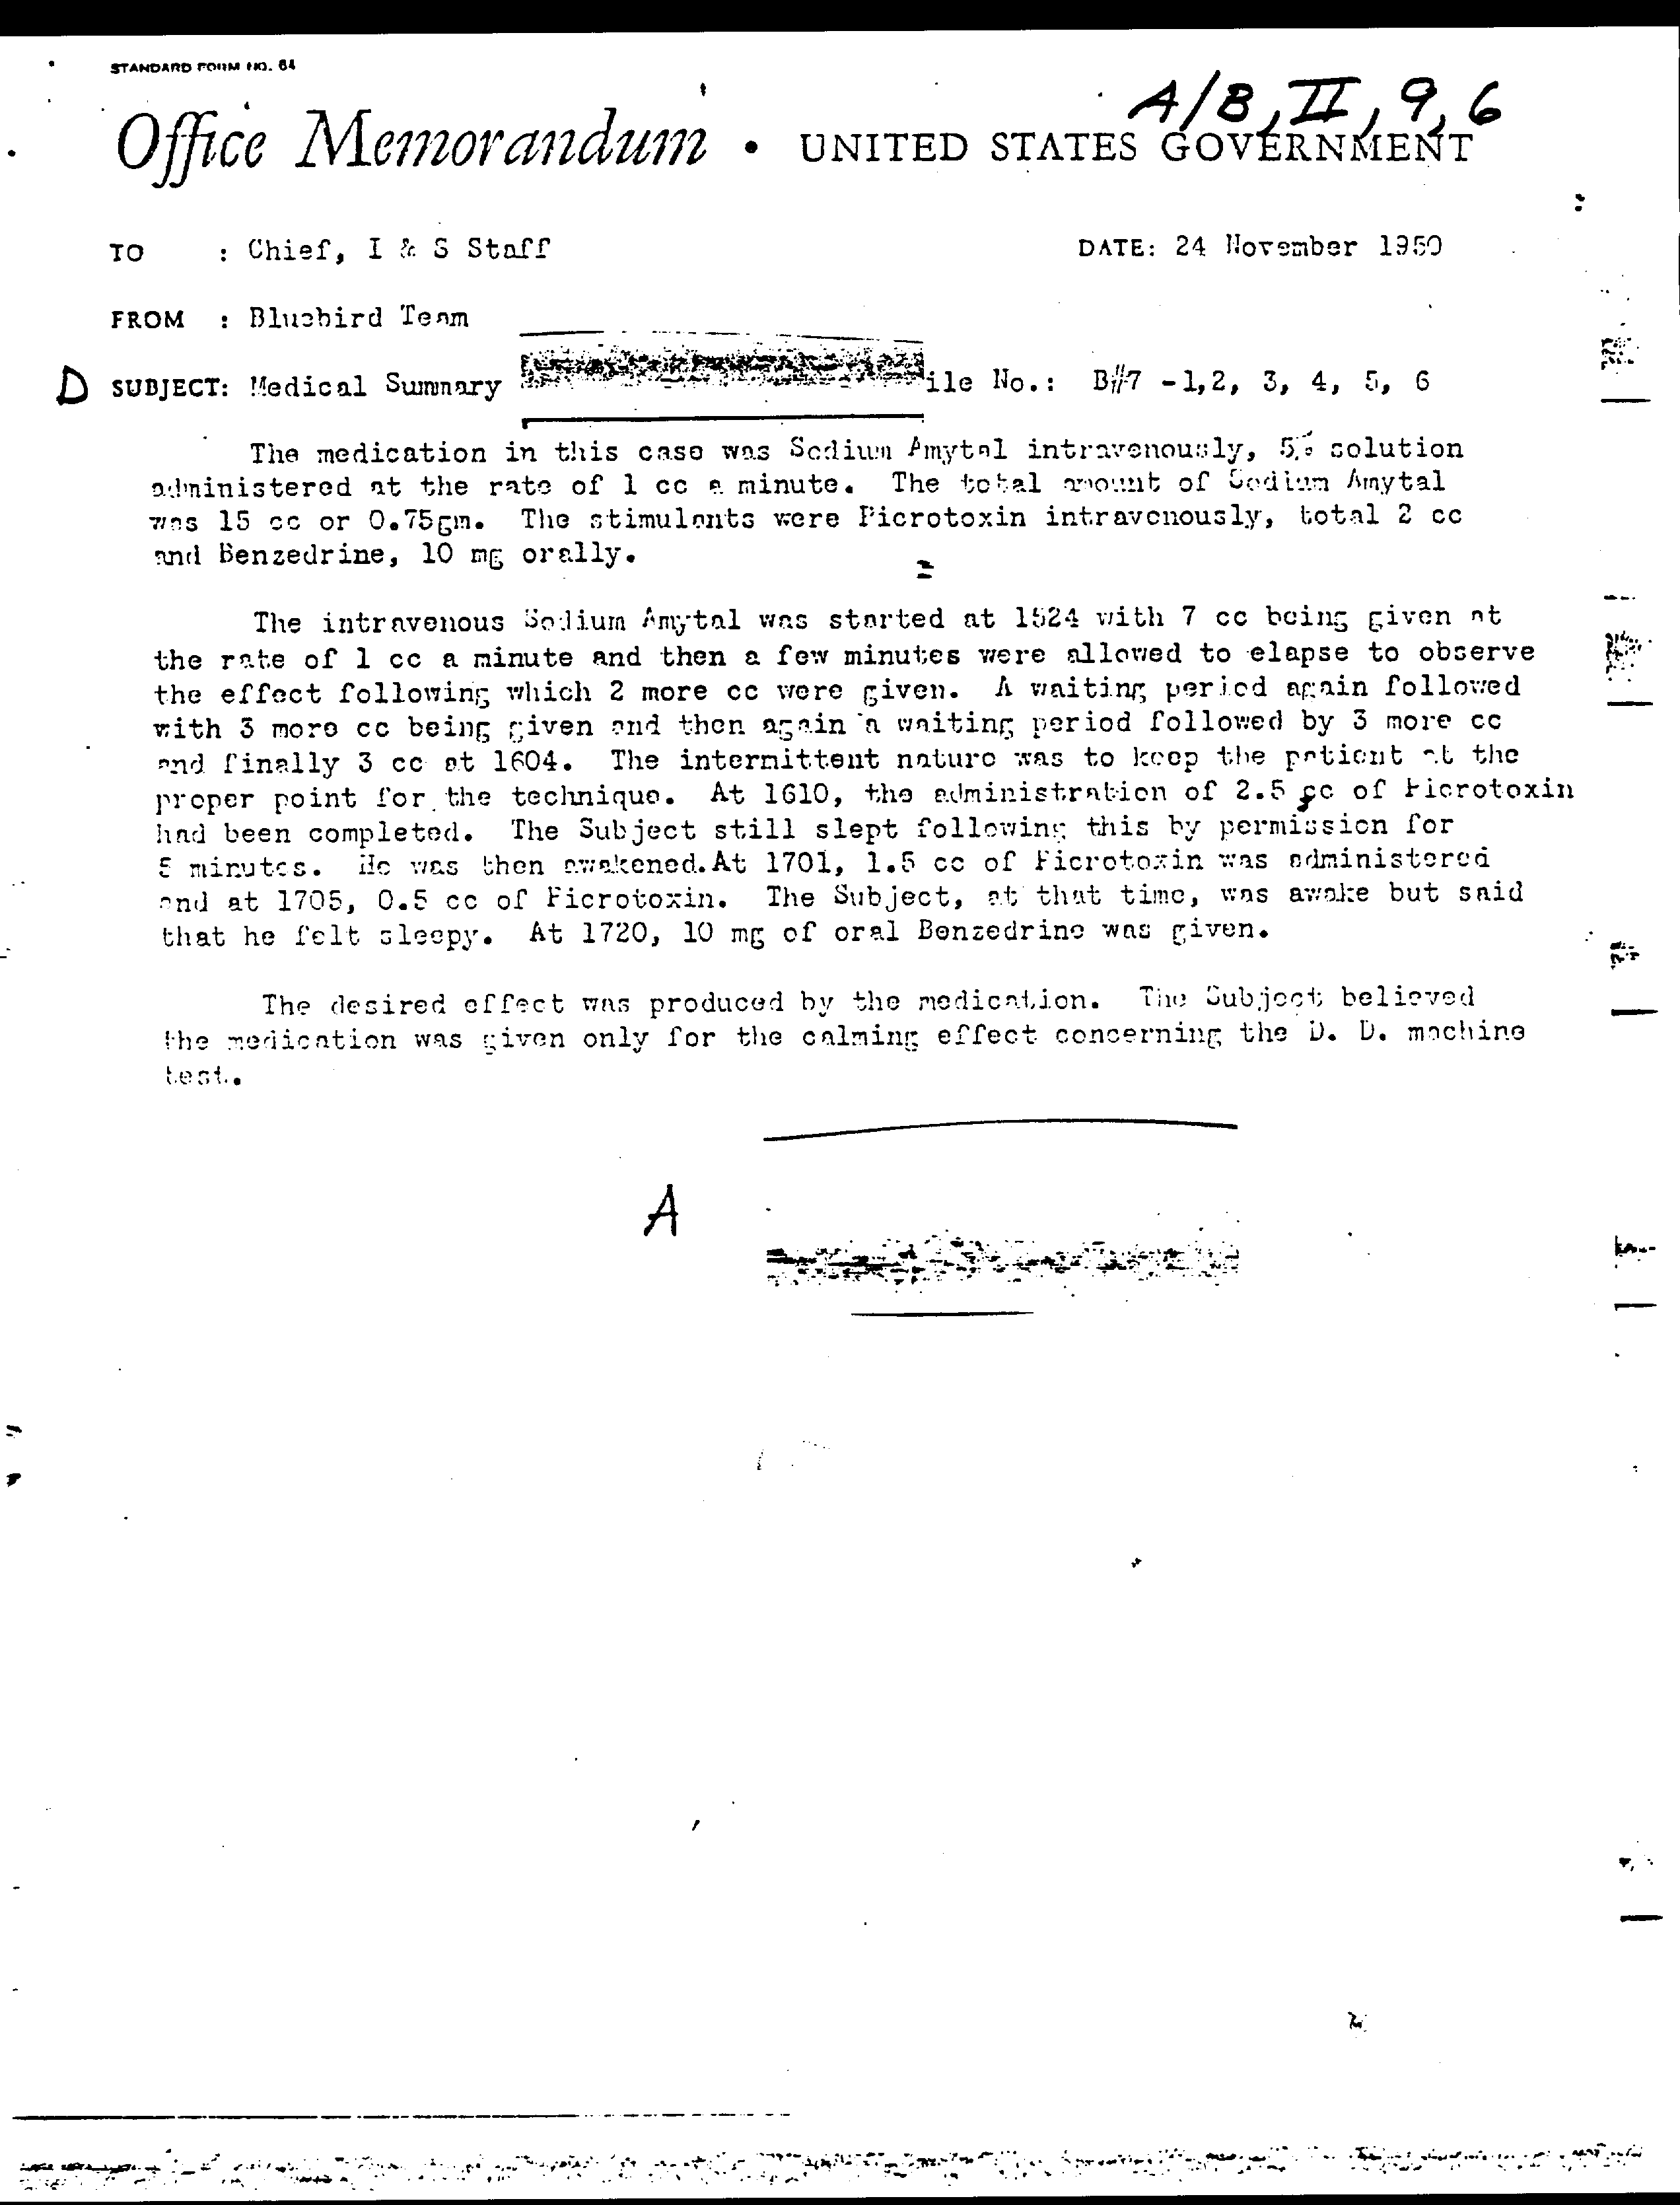 STANDARD FORM NO. 64
A/B, II, 9, 6
Office Memorandum • UNITED STATES GOVERNMENT
TO : Chief, I & S Staff DATE: 24 November 1950
FROM : Bluebird Team
D SUBJECT: Medical Summary ile No.: B#7 -1,2, 3, 4, 5, 6
The medication in this case was Sodium Amytal intravenously, 5% solution
administered at the rate of 1 cc a minute. The total amount of Sodium Amytal
was 15 cc or 0.75gm. The stimulants were Picrotoxin intravenously, total 2 cc
and Benzedrine, 10 mg orally.
The intravenous Sodium Amytal was started at 1524 with 7 cc being given at
the rate of 1 cc a minute and then a few minutes were allowed to elapse to observe
the effect following which 2 more cc were given. A waiting period again followed
with 3 more cc being given and then again a waiting period followed by 3 more cc
and finally 3 cc at 1604. The intermittent nature was to keep the patient at the
proper point for the technique. At 1610, the administration of 2.5 cc of Picrotoxin
had been completed. The Subject still slept following this by permission for
5 minutes. He was then awakened. At 1701, 1.5 cc of Picrotoxin was administered
and at 1705, 0.5 cc of Picrotoxin. The Subject, at that time, was awake but said
that he felt sleepy. At 1720, 10 mg of oral Benzedrine was given.
The desired effect was produced by the medication. The Subject believed
the medication was given only for the calming effect concerning the D. D. machine
test.
A